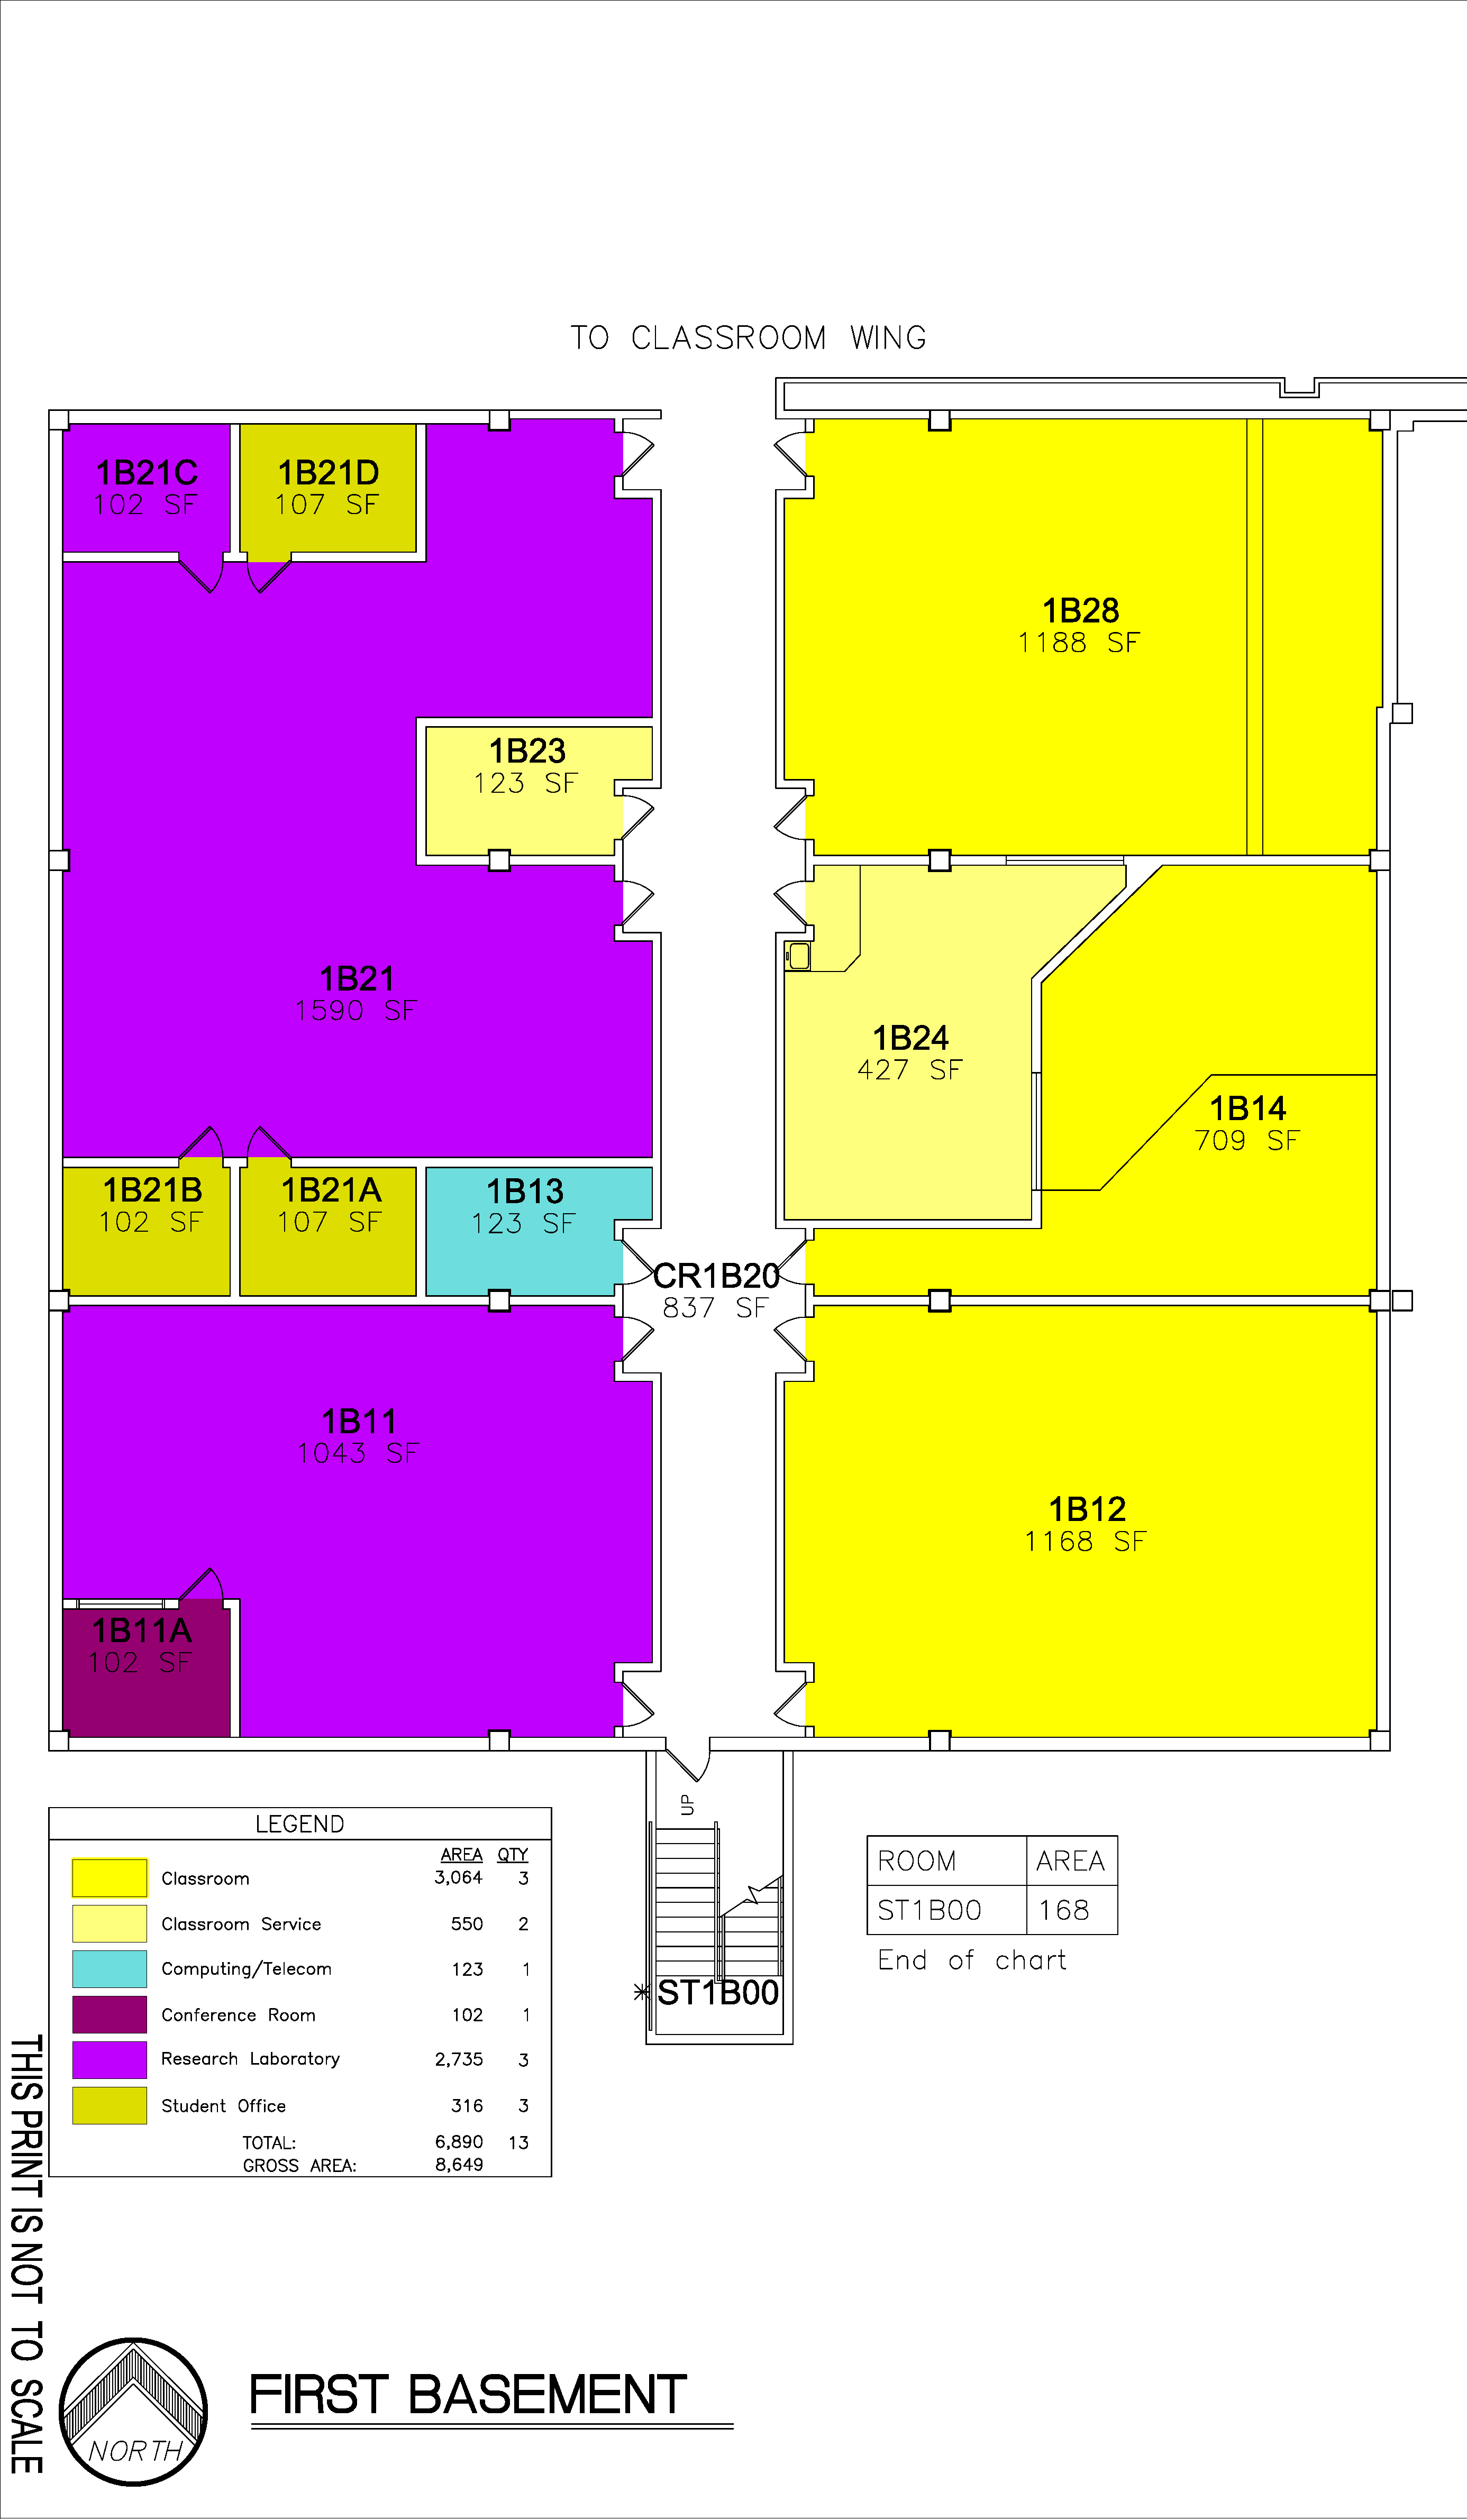 TO CLASSROOM WING
1B21C
102 SF
1B21D
107 SF
1B28
1188 SF
1B23
123 SF
1B21
1590 SF
1B24
427 SF
1B14
709 SF
1B21B
102 SF
1B21A
107 SF
1B13
123 SF
CR1B20
837 SF
1B11
1043 SF
1B12
1168 SF
1B11A
102 SF
UP
*ST1B00
LEGEND
AREA QTY
Classroom 3,064 3
Classroom Service 550 2
Computing/Telecom 123 1
Conference Room 102 1
Research Laboratory 2,735 3
Student Office 316 3
TOTAL: 6,890 13
GROSS AREA: 8,649
ROOM AREA
ST1B00 168
End of chart
THIS PRINT IS NOT TO SCALE
NORTH
FIRST BASEMENT